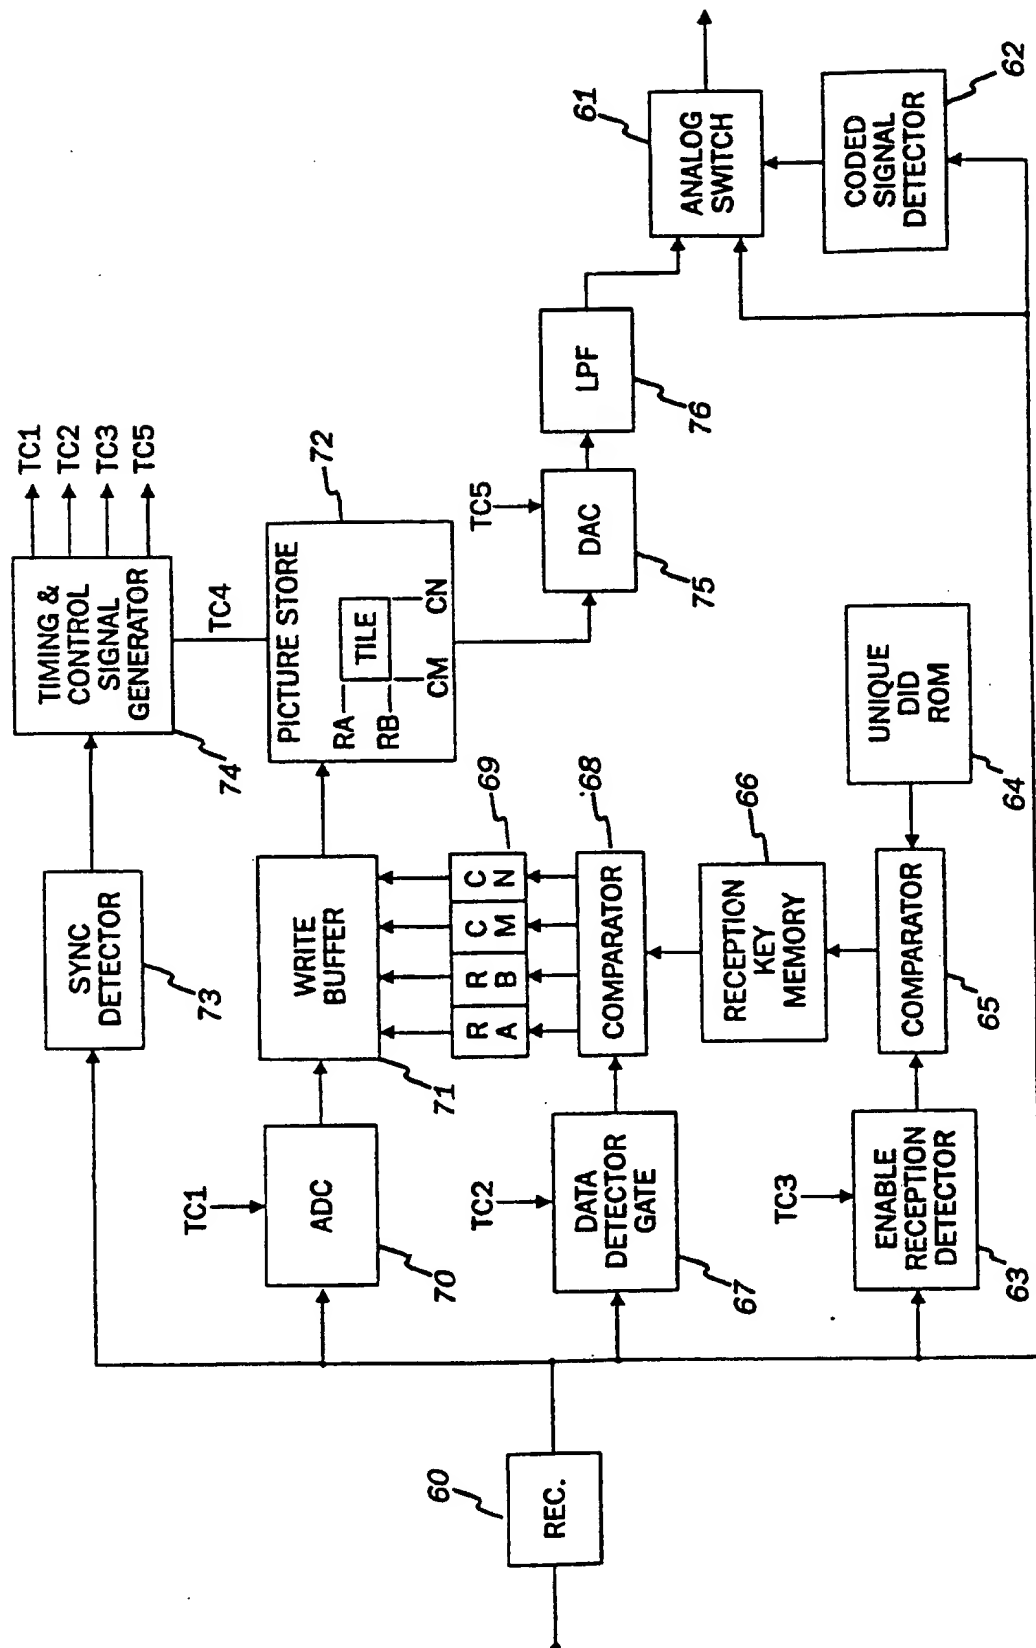 60
REC.
SYNC
DETECTOR
73
TIMING &
CONTROL
SIGNAL
GENERATOR
74
TC1
TC2
TC3
TC5
TC4
TC1
ADC
70
WRITE
BUFFER
71
PICTURE STORE
72
RA
RB
TILE
CM
CN
R A
R B
C M
C N
69
TC2
DATA
DETECTOR
GATE
67
COMPARATOR
68
TC5
DAC
75
LPF
76
ANALOG
SWITCH
61
RECEPTION
KEY
MEMORY
66
TC3
ENABLE
RECEPTION
DETECTOR
63
COMPARATOR
65
UNIQUE
DID
ROM
64
CODED
SIGNAL
DETECTOR
62